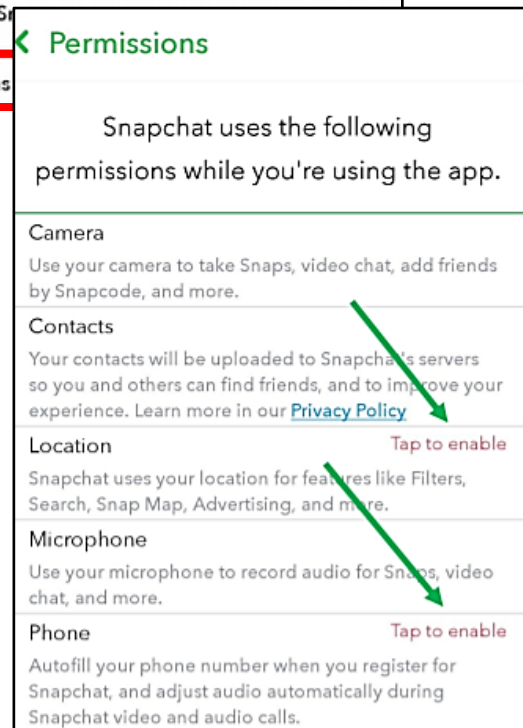 Permissions
Snapchat uses the following
permissions while you're using the app.
Camera
Use your camera to take Snaps, video chat, add friends
by Snapcode, and more.
Contacts
Your contacts will be uploaded to Snapchat's servers
so you and others can find friends, and to improve your
experience. Learn more in our Privacy Policy
Location Tap to enable
Snapchat uses your location for features like Filters,
Search, Snap Map, Advertising, and more.
Microphone
Use your microphone to record audio for Snaps, video
chat, and more.
Phone Tap to enable
Autofill your phone number when you register for
Snapchat, and adjust audio automatically during
Snapchat video and audio calls.